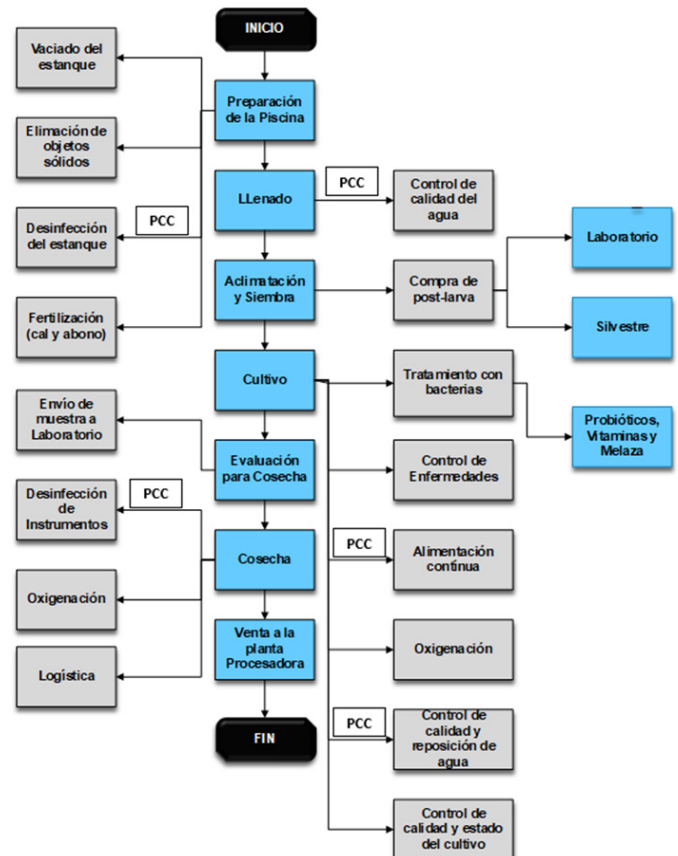 INICIO
Vaciado del
estanque
Preparación
de la Piscina
Elimación de
objetos
sólidos
PCC
LLenado
Control de
calidad del
agua
PCC
Desinfección
del estanque
Laboratorio
Aclimatación
y Siembra
Compra de
post-larva
Fertilización
(cal y abono)
Silvestre
Cultivo
Tratamiento con
bacterias
Envío de
muestra a
Laboratorio
Probióticos,
Vitaminas y
Melaza
Evaluación
para Cosecha
Control de
Enfermedades
Desinfección
de
Instrumentos
PCC
Cosecha
PCC
Alimentación
contínua
Oxigenación
Venta a la
planta
Procesadora
Oxigenación
Logística
FIN
PCC
Control de
calidad y
reposición de
agua
Control de
calidad y estado
del cultivo